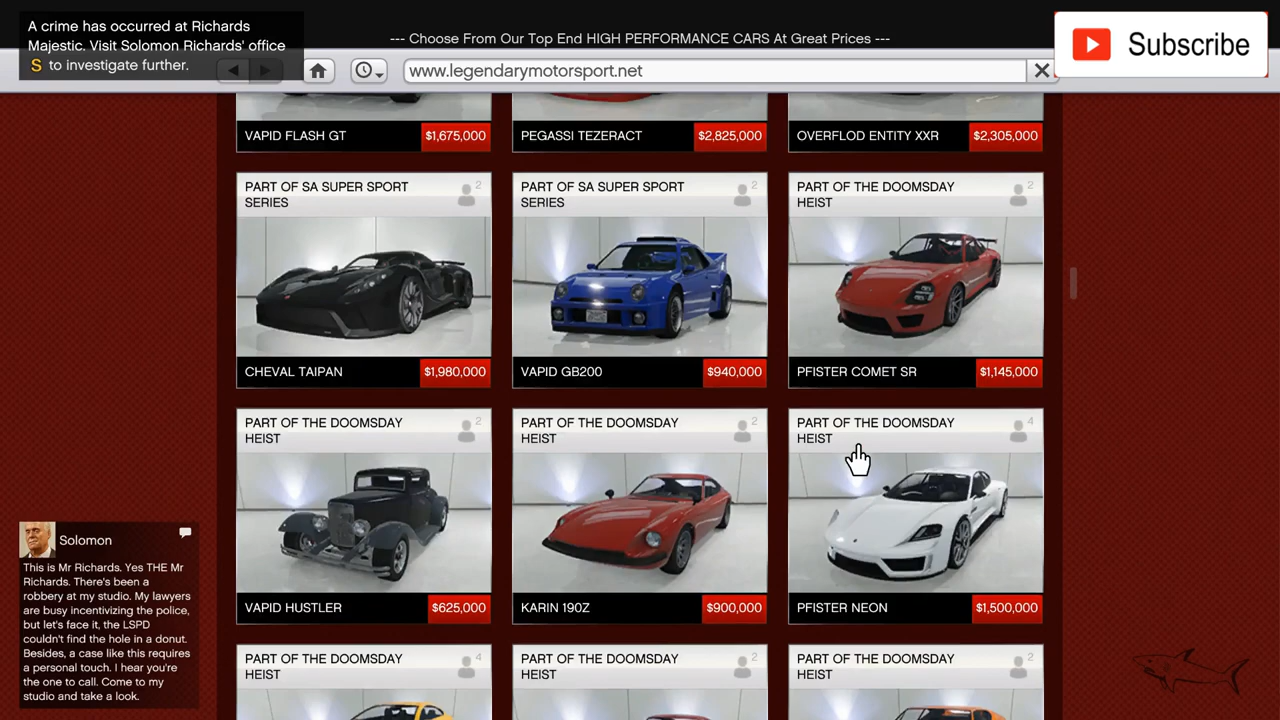 A crime has occurred at Richards
Majestic. Visit Solomon Richards' office
S to investigate further.
--- Choose From Our Top End HIGH PERFORMANCE CARS At Great Prices ---
Subscribe
www.legendarymotorsport.net
VAPID FLASH GT $1,675,000
PEGASSI TEZERACT $2,825,000
OVERFLOD ENTITY XXR $2,305,000
PART OF SA SUPER SPORT
SERIES
2
PART OF SA SUPER SPORT
SERIES
2
PART OF THE DOOMSDAY
HEIST
2
CHEVAL TAIPAN $1,980,000
VAPID GB200 $940,000
PFISTER COMET SR $1,145,000
PART OF THE DOOMSDAY
HEIST
2
PART OF THE DOOMSDAY
HEIST
2
PART OF THE DOOMSDAY
HEIST
4
VAPID HUSTLER $625,000
KARIN 190Z $900,000
PFISTER NEON $1,500,000
PART OF THE DOOMSDAY
HEIST
4
PART OF THE DOOMSDAY
HEIST
2
PART OF THE DOOMSDAY
HEIST
2
Solomon
This is Mr Richards. Yes THE Mr
Richards. There's been a
robbery at my studio. My lawyers
are busy incentivizing the police,
but let's face it, the LSPD
couldn't find the hole in a donut.
Besides, a case like this requires
a personal touch. I hear you're
the one to call. Come to my
studio and take a look.